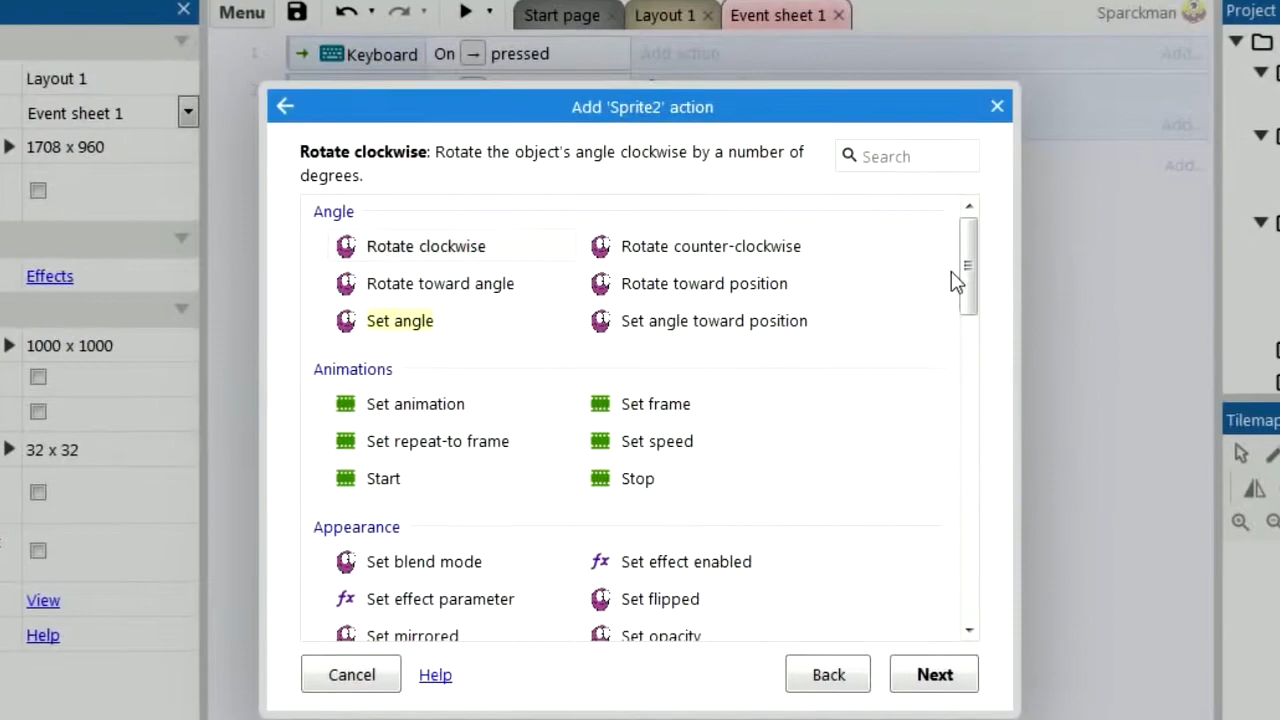 Menu
Start page
Layout 1
Event sheet 1
Sparckman
Project
1
Keyboard On → pressed
Add action
Add...
Layout 1
Event sheet 1
1708 x 960
Effects
1000 x 1000
32 x 32
View
Help
Add...
Add...
Add 'Sprite2' action
Rotate clockwise: Rotate the object's angle clockwise by a number of
degrees.
Search
Angle
Rotate clockwise
Rotate counter-clockwise
Rotate toward angle
Rotate toward position
Set angle
Set angle toward position
Animations
Set animation
Set frame
Set repeat-to frame
Set speed
Start
Stop
Appearance
Set blend mode
Set effect enabled
fx Set effect parameter
Set flipped
Set mirrored
Set opacity
Cancel
Help
Back
Next
Tilemap